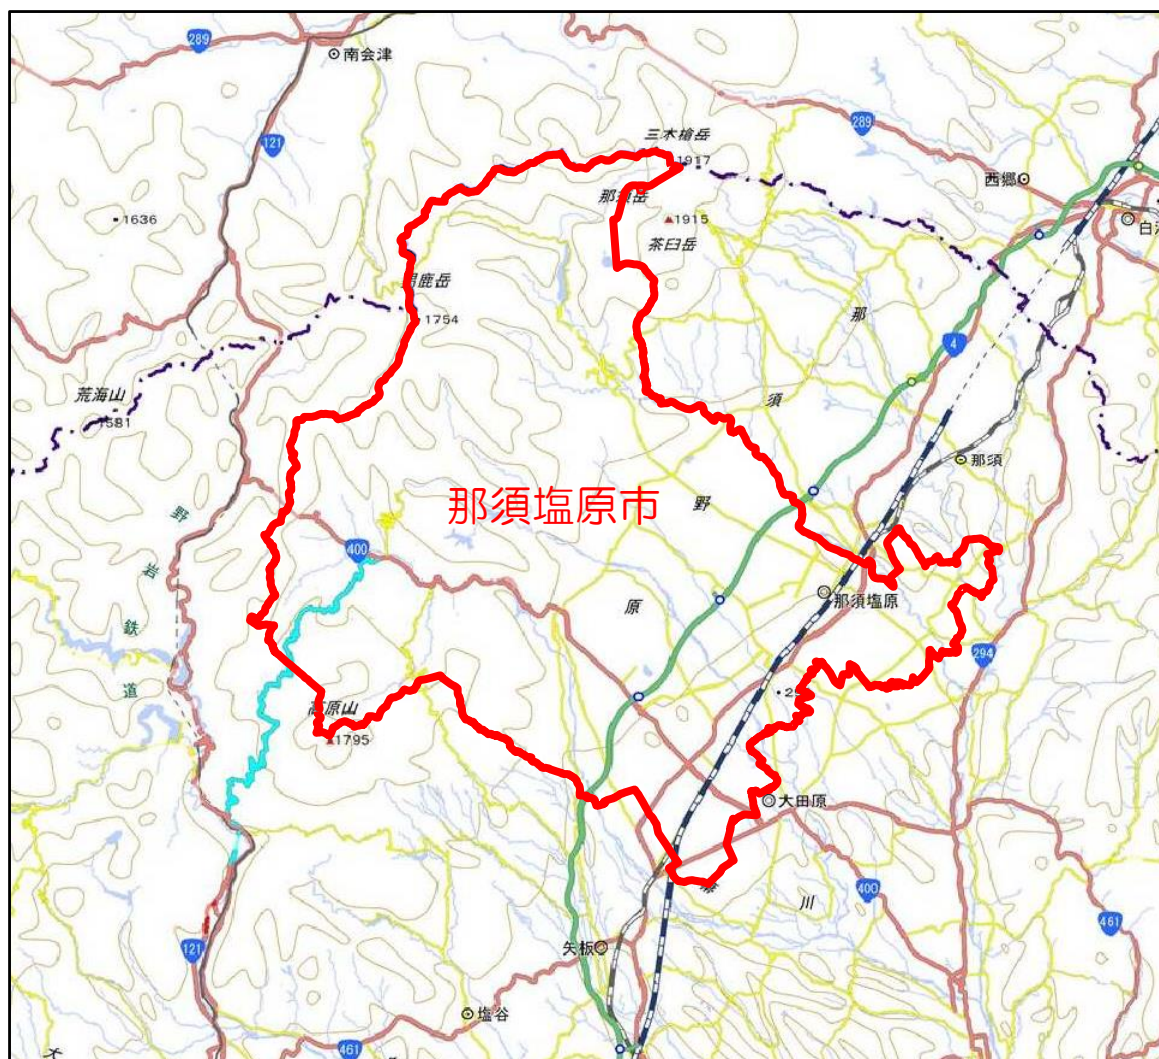 289
南会津
121
三本槍岳
1917
289
西郷
那須岳
1915
茶臼岳
1636
男鹿岳
1754
那
4
荒海山
1581
須
那須
那須塩原市
野
野
岩
鉄
道
400
原
那須塩原
294
高原山
1795
大田原
400
川
461
121
矢板
塩谷
461